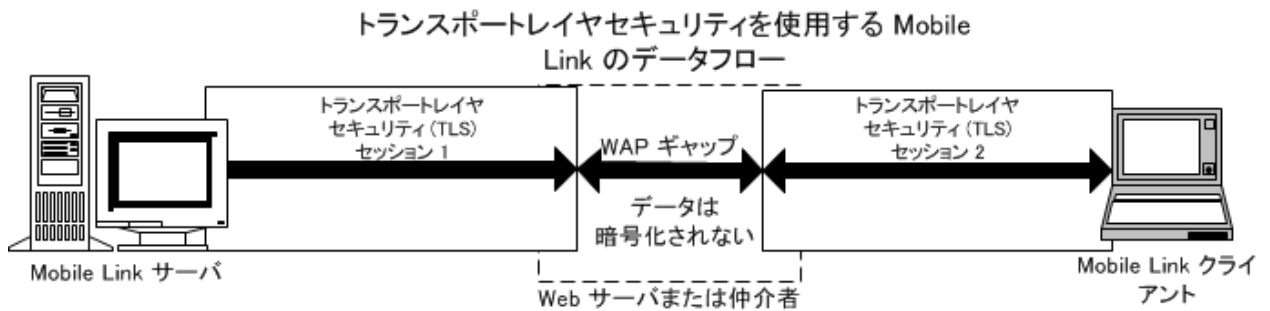 トランスポートレイヤセキュリティを使用する Mobile
Link のデータフロー
トランスポートレイヤ
セキュリティ(TLS)
セッション 1
WAP ギャップ
データは
暗号化されない
トランスポートレイヤ
セキュリティ(TLS)
セッション 2
Mobile Link サーバ
Web サーバまたは仲介者
Mobile Link クライ
アント